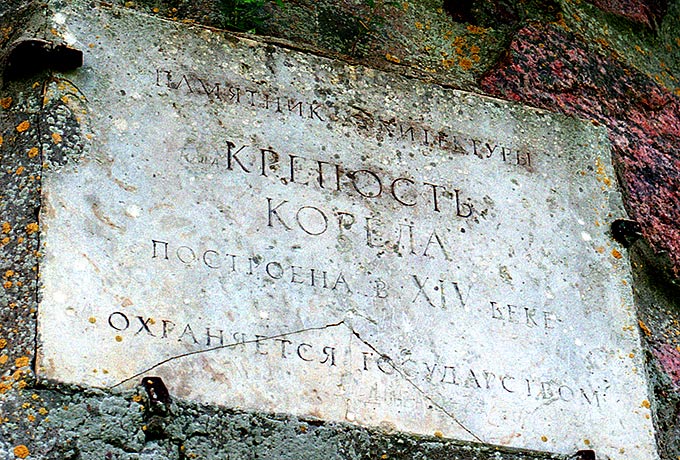 ПАМЯТНИК АРХИТЕКТУРЫ
КРЕПОСТЬ
КОРЕЛА
ПОСТРОЕНА В XIV ВЕКЕ
ОХРАНЯЕТСЯ ГОСУДАРСТВОМ